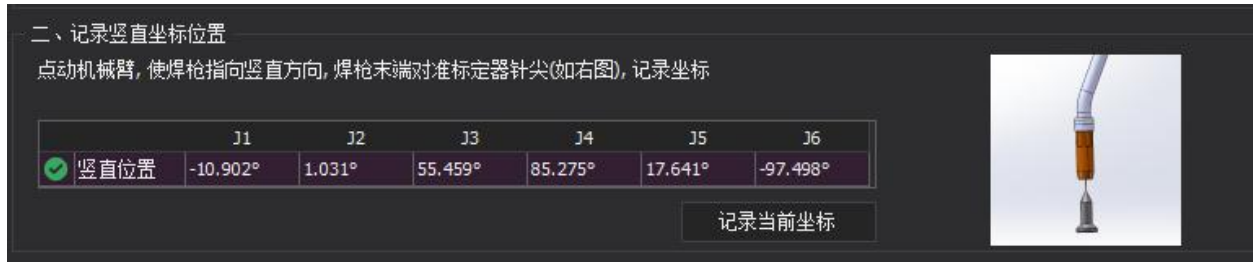 二、记录竖直坐标位置
点动机械臂, 使焊枪指向竖直方向, 焊枪末端对准标定器针尖(如右图), 记录坐标
J1 J2 J3 J4 J5 J6
竖直位置 -10.902° 1.031° 55.459° 85.275° 17.641° -97.498°
记录当前坐标